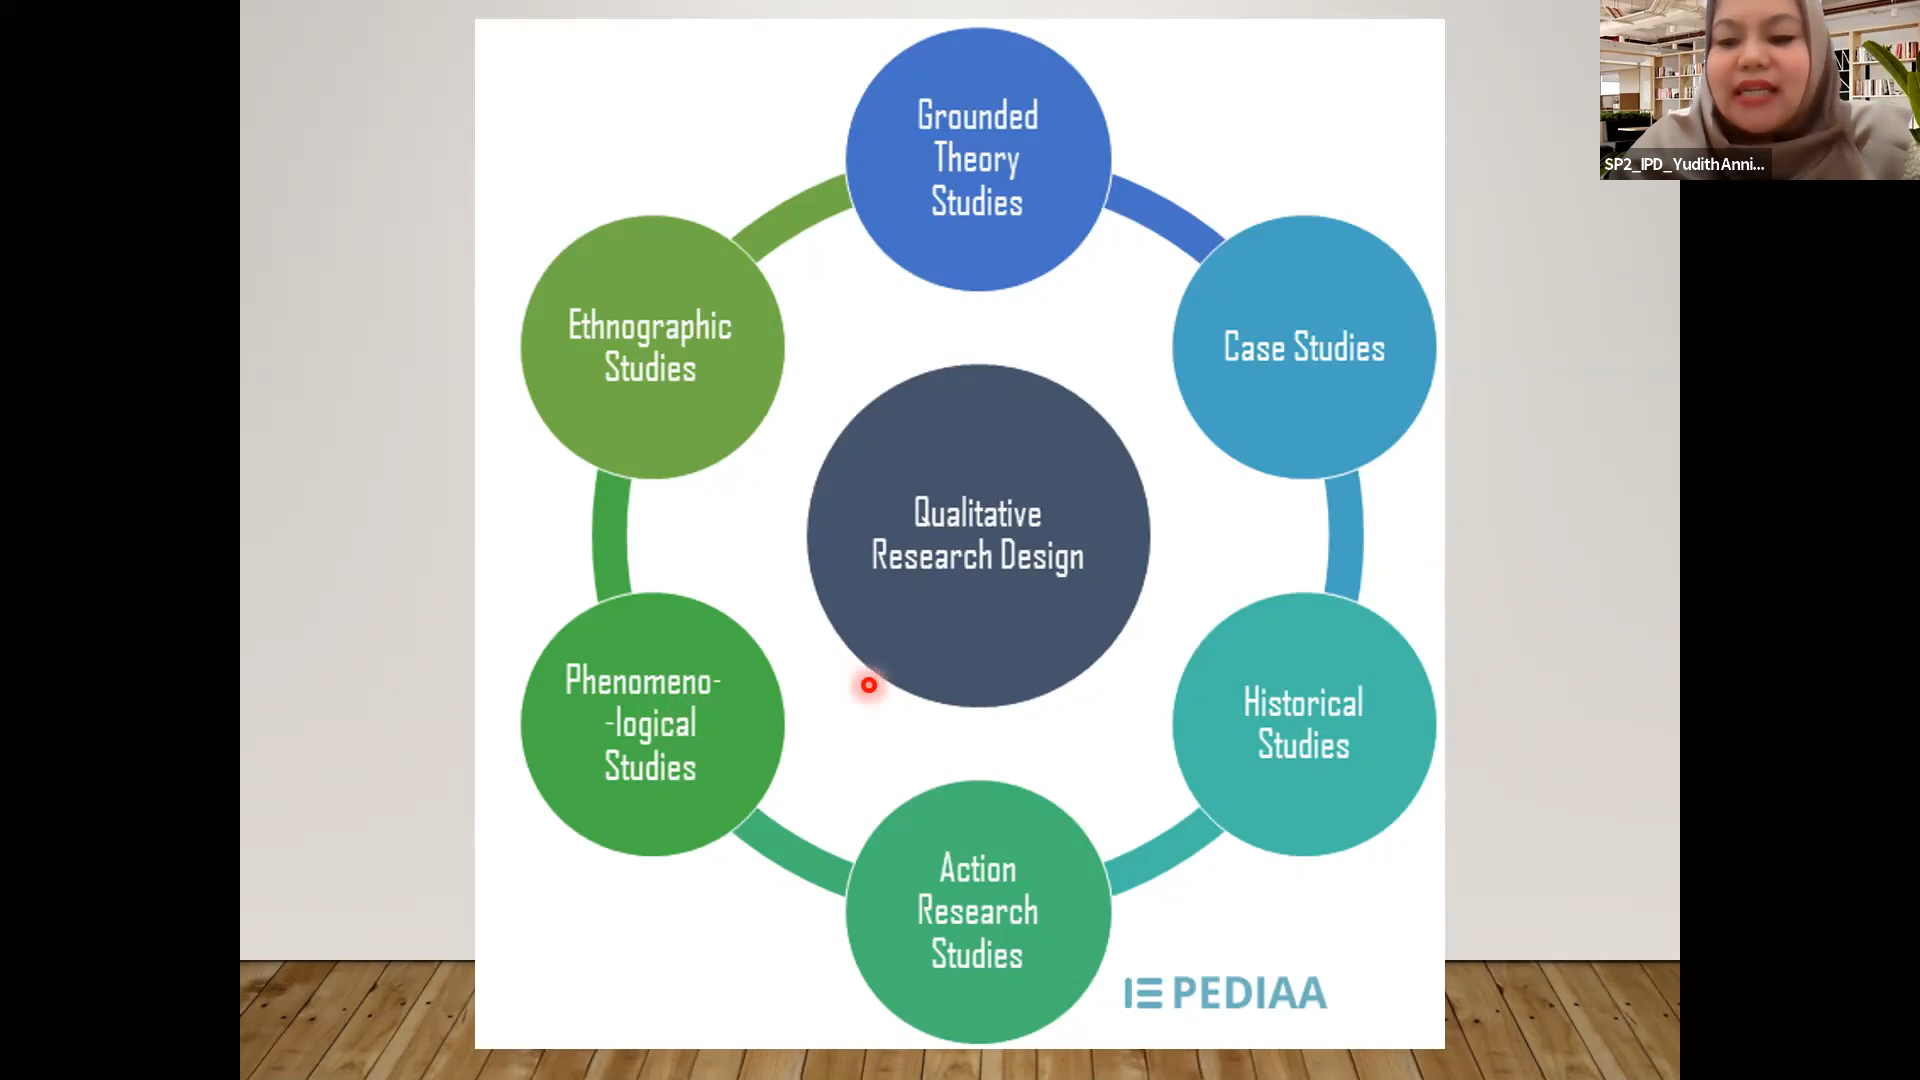 Grounded
Theory
Studies
SP2_IPD_YudithAnni...
Ethnographic
Studies
Case Studies
Qualitative
Research Design
Phenomeno-
-logical
Studies
Historical
Studies
Action
Research
Studies
PEDIAA